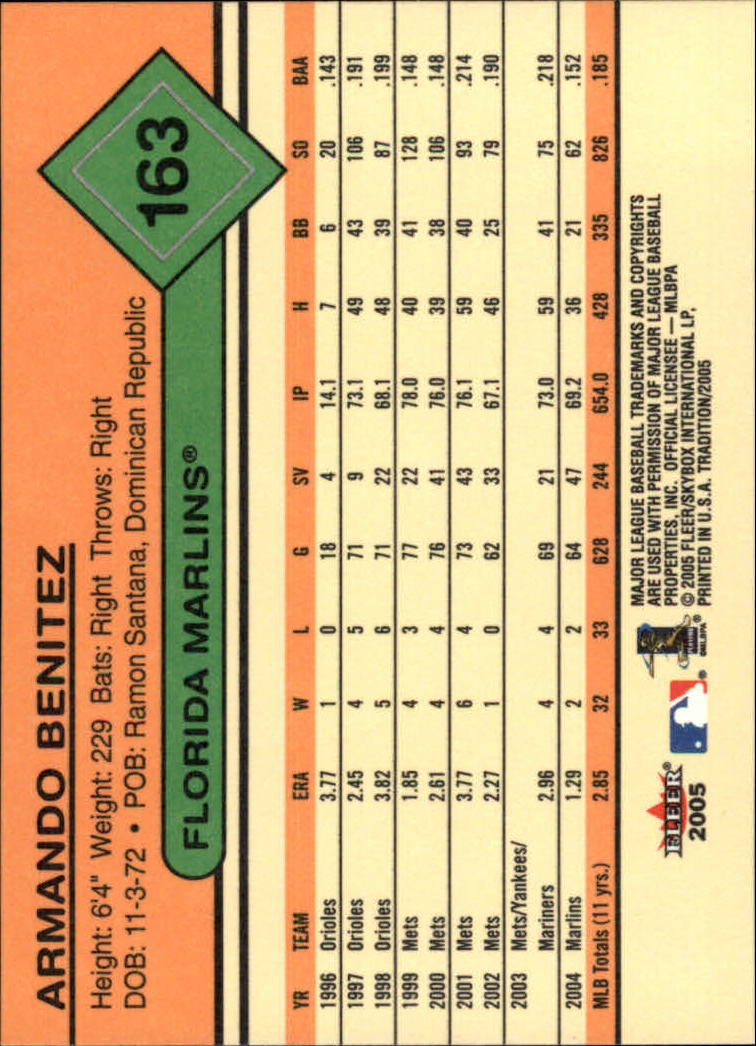 ARMANDO BENITEZ
163
Height: 6'4" Weight: 229 Bats: Right Throws: Right
DOB: 11-3-72 • POB: Ramon Santana, Dominican Republic
FLORIDA MARLINS®
YR TEAM ERA W L G SV IP H BB SO BAA
1996 Orioles 3.77 1 0 18 4 14.1 7 6 20 .143
1997 Orioles 2.45 4 5 71 9 73.1 49 43 106 .191
1998 Orioles 3.82 5 6 71 22 68.1 48 39 87 .199
1999 Mets 1.85 4 3 77 22 78.0 40 41 128 .148
2000 Mets 2.61 4 4 76 41 76.0 39 38 106 .148
2001 Mets 3.77 6 4 73 43 76.1 59 40 93 .214
2002 Mets 2.27 1 0 62 33 67.1 46 25 79 .190
2003 Mets/Yankees/
Mariners 2.96 4 4 69 21 73.0 59 41 75 .218
2004 Marlins 1.29 2 2 64 47 69.2 36 21 62 .152
MLB Totals (11 yrs.) 2.85 32 33 628 244 654.0 428 335 826 .185
FLEER®
2005
®
®
©MLBPA
MAJOR LEAGUE BASEBALL TRADEMARKS AND COPYRIGHTS
ARE USED WITH PERMISSION OF MAJOR LEAGUE BASEBALL
PROPERTIES, INC. OFFICIAL LICENSEE — MLBPA
© 2005 FLEER/SKYBOX INTERNATIONAL LP,
PRINTED IN U.S.A. TRADITION/2005